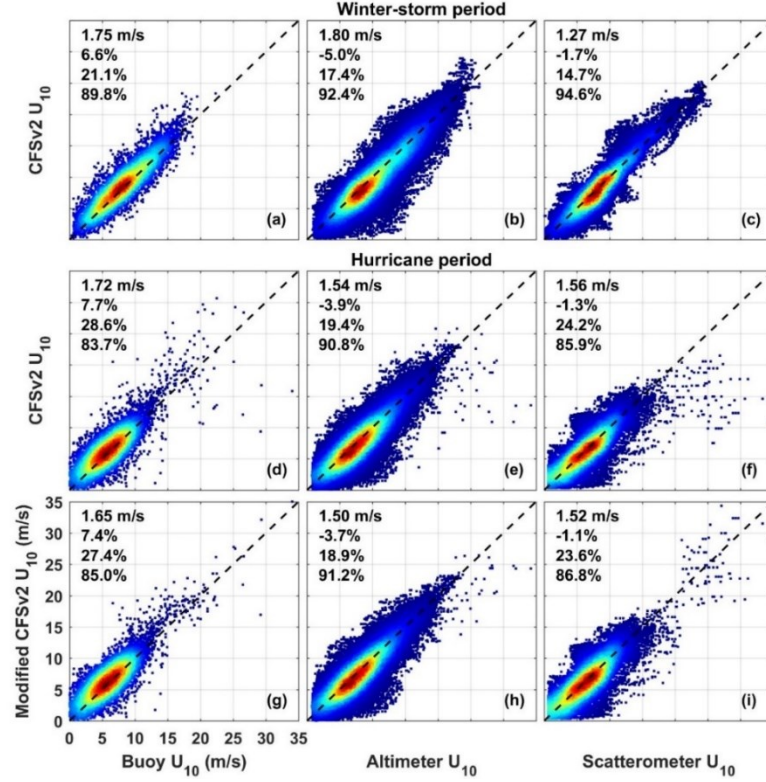 Winter-storm period
1.75 m/s
6.6%
21.1%
89.8%
(a)
1.80 m/s
-5.0%
17.4%
92.4%
(b)
1.27 m/s
-1.7%
14.7%
94.6%
(c)
CFSv2 U10
Hurricane period
1.72 m/s
7.7%
28.6%
83.7%
(d)
1.54 m/s
-3.9%
19.4%
90.8%
(e)
1.56 m/s
-1.3%
24.2%
85.9%
(f)
CFSv2 U10
1.65 m/s
7.4%
27.4%
85.0%
(g)
1.50 m/s
-3.7%
18.9%
91.2%
(h)
1.52 m/s
-1.1%
23.6%
86.8%
(i)
Modified CFSv2 U10 (m/s)
35
30
25
20
15
10
5
0
0 5 10 15 20 25 30 35
Buoy U10 (m/s)
Altimeter U10
Scatterometer U10